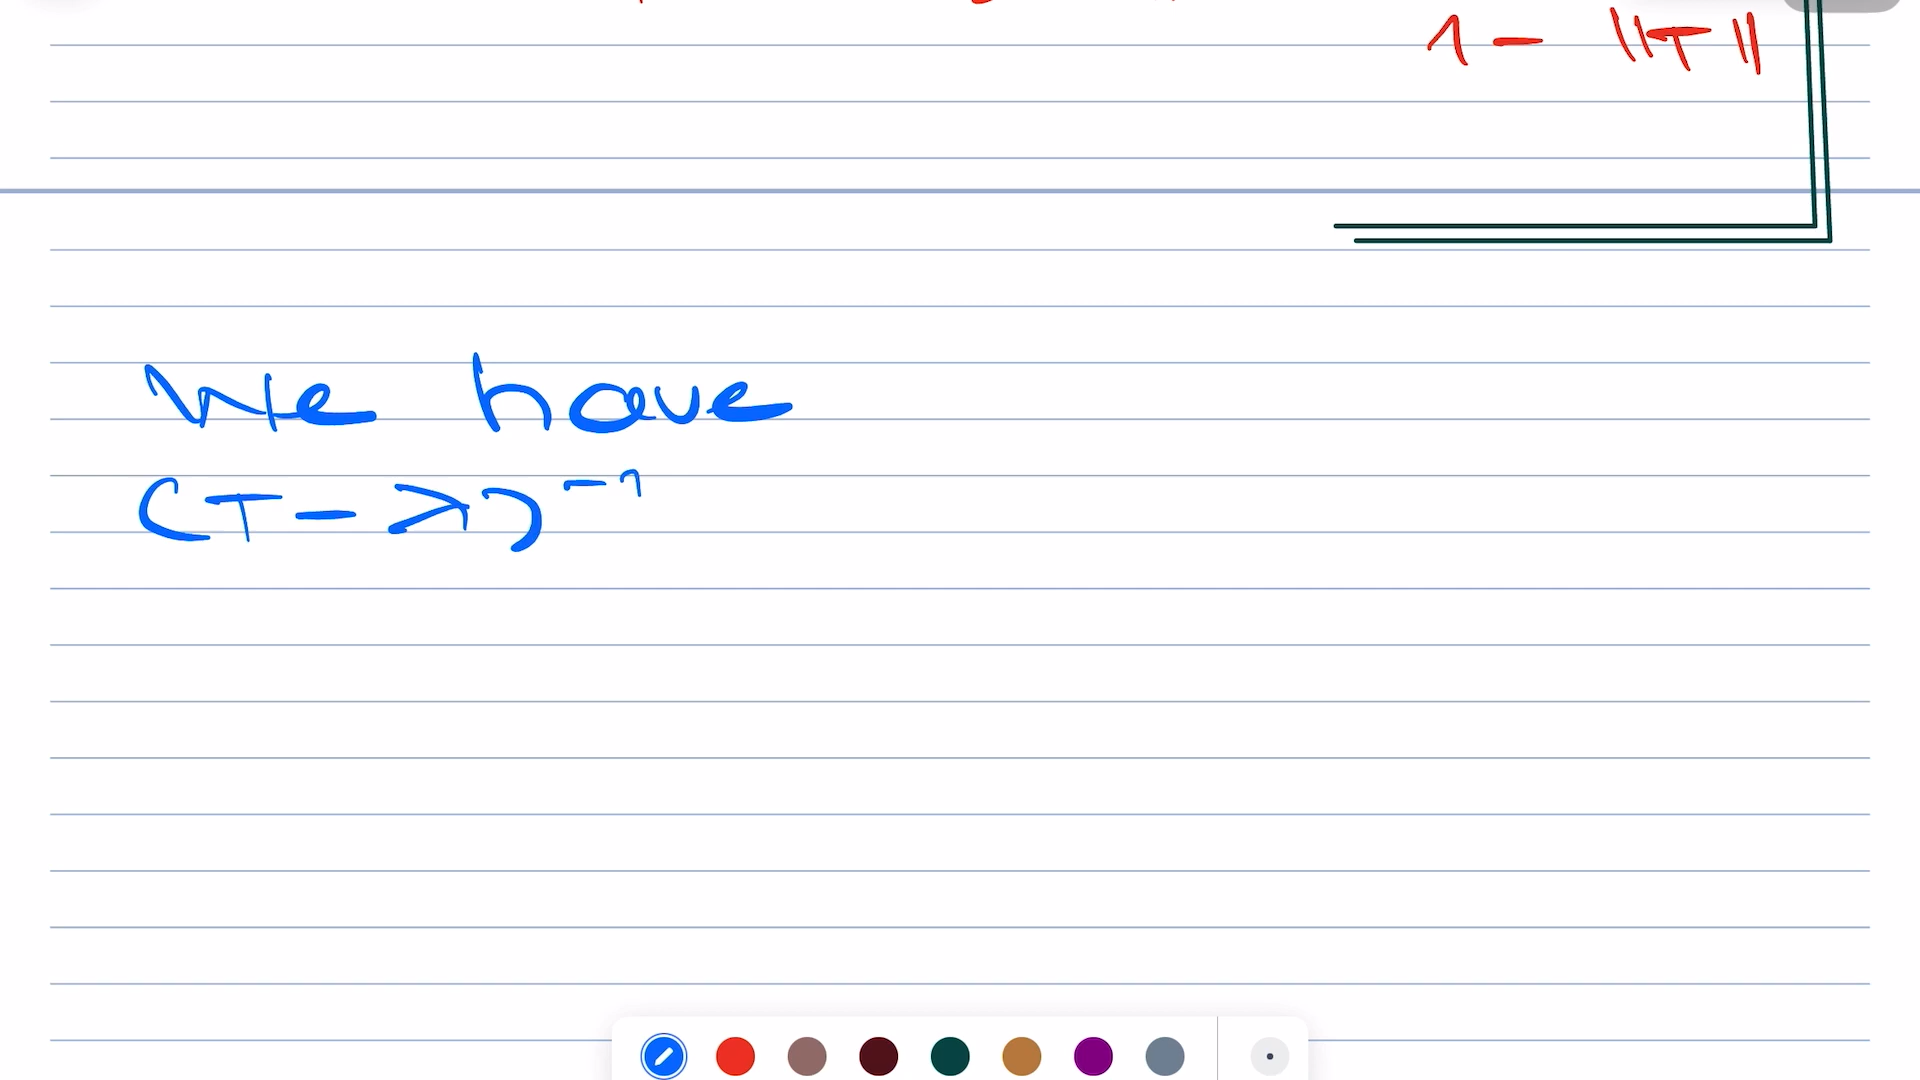 1 - ||T||
We have
(T - λ)⁻¹